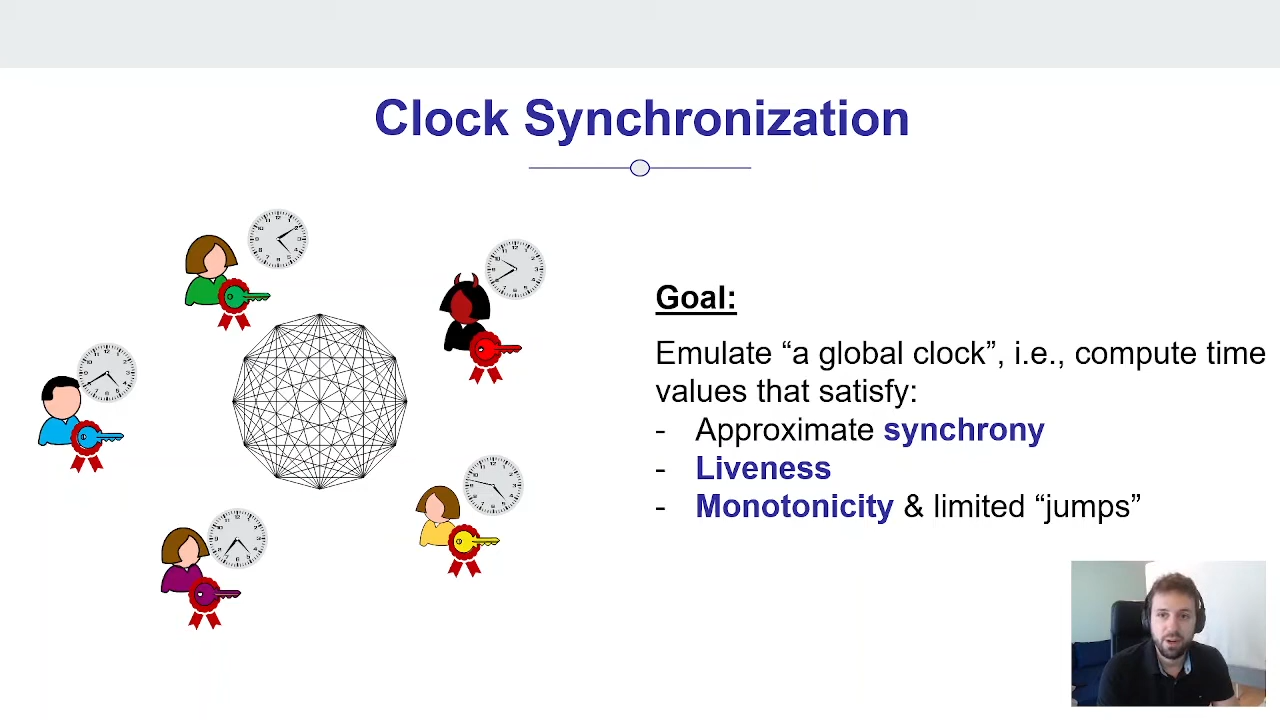 Clock Synchronization
Goal:
Emulate “a global clock”, i.e., compute time
values that satisfy:
- Approximate synchrony
- Liveness
- Monotonicity & limited “jumps”